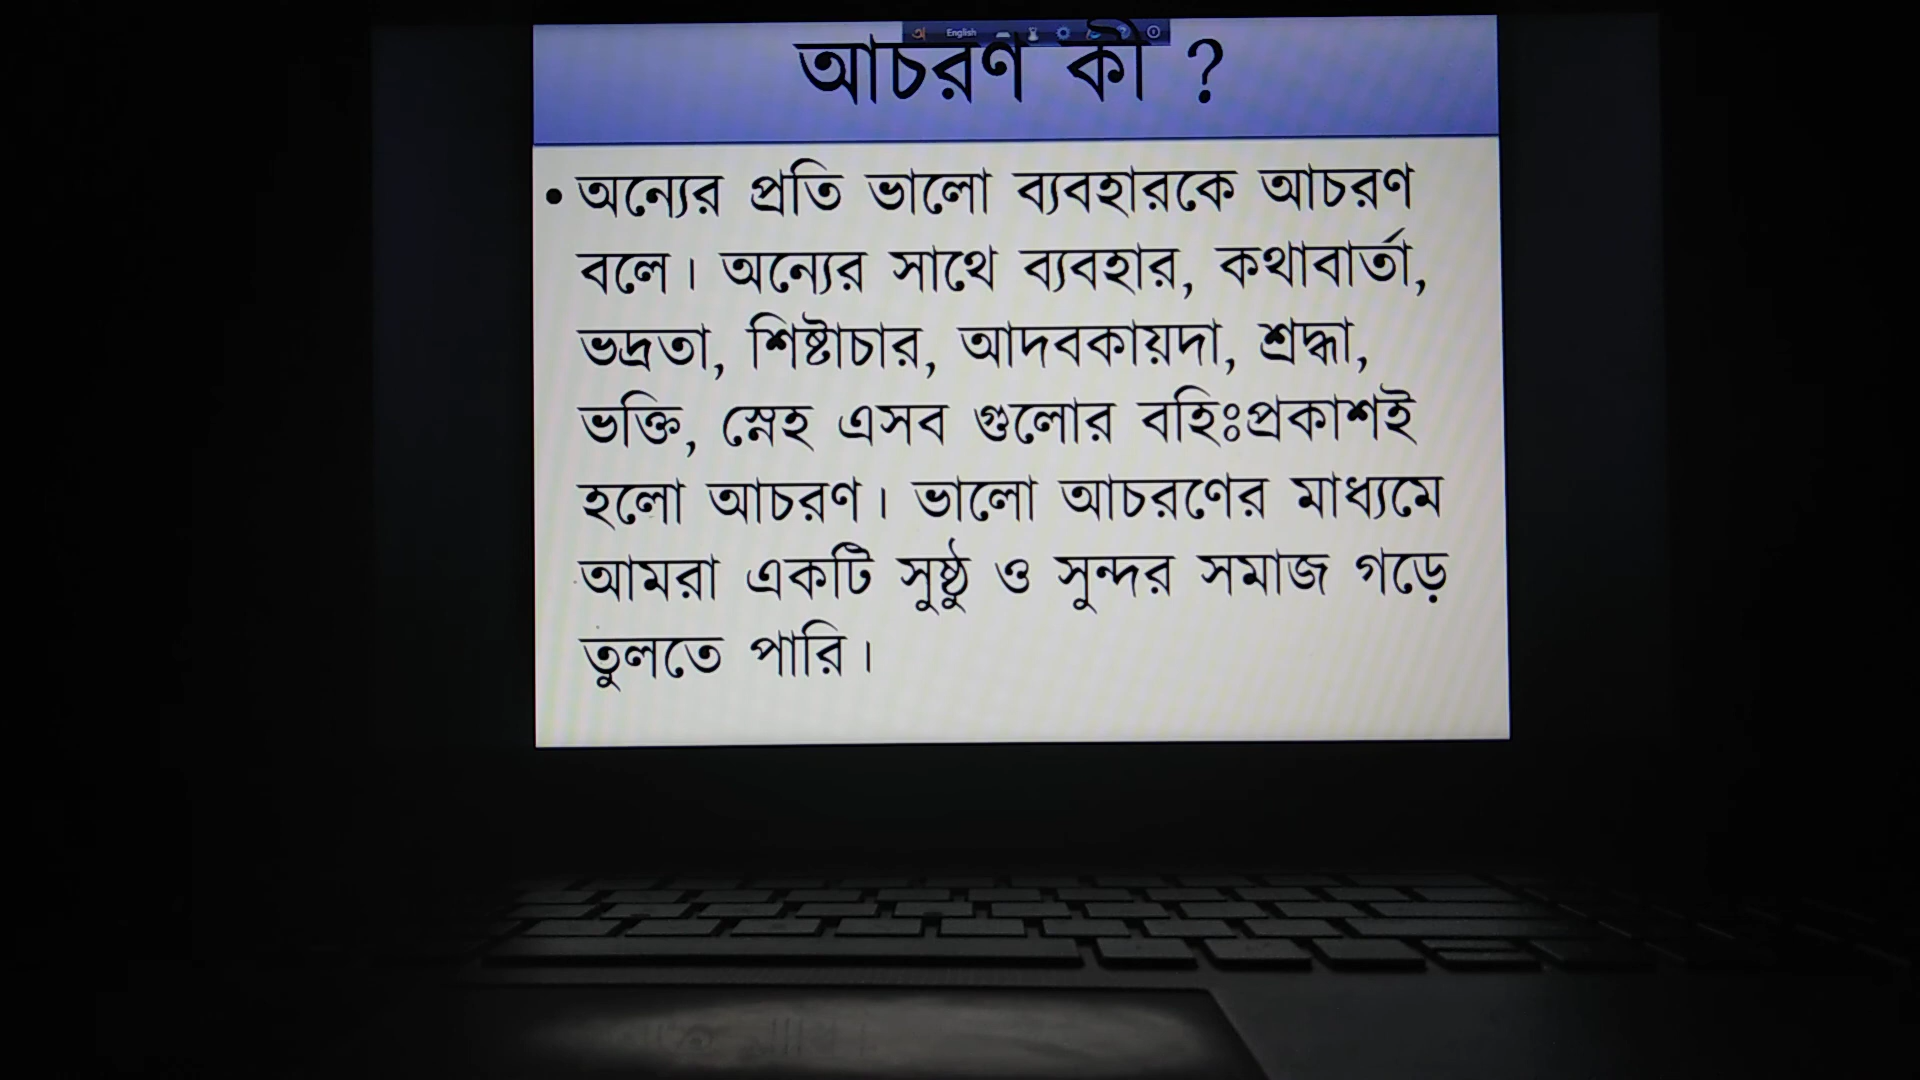 English
আচরণ কী ?
• অন্যের প্রতি ভালো ব্যবহারকে আচরণ
বলে। অন্যের সাথে ব্যবহার, কথাবার্তা,
ভদ্রতা, শিষ্টাচার, আদবকায়দা, শ্রদ্ধা,
ভক্তি, স্নেহ এসব গুলোর বহিঃপ্রকাশই
হলো আচরণ। ভালো আচরণের মাধ্যমে
আমরা একটি সুষ্ঠু ও সুন্দর সমাজ গড়ে
তুলতে পারি।